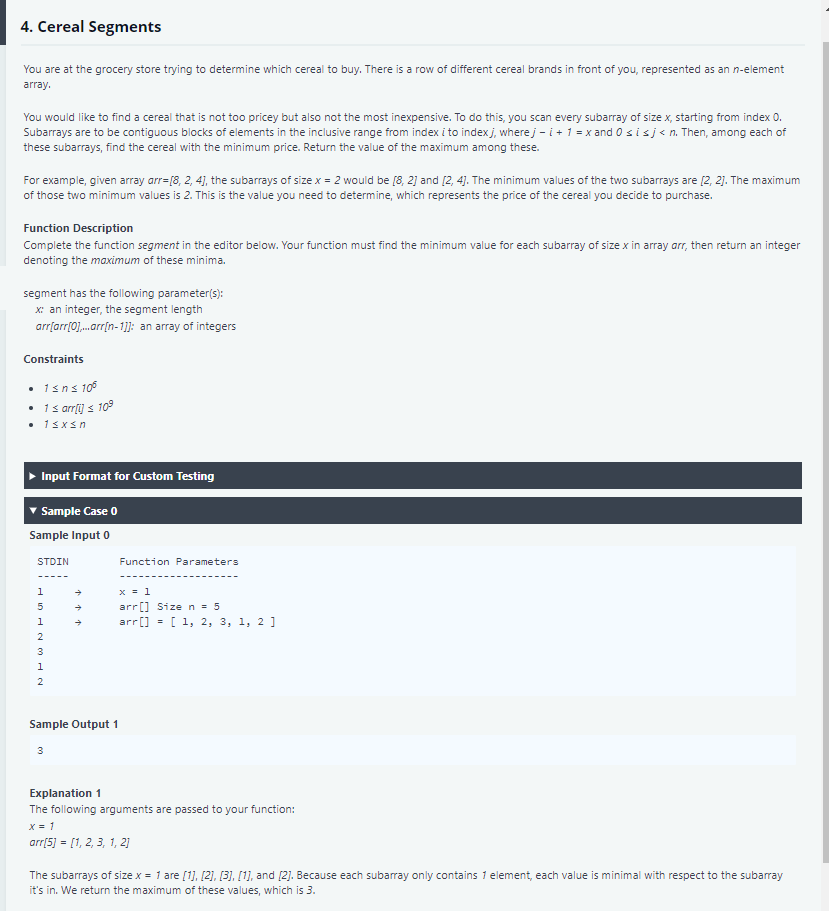 4. Cereal Segments
You are at the grocery store trying to determine which cereal to buy. There is a row of different cereal brands in front of you, represented as an n-element
array.
You would like to find a cereal that is not too pricey but also not the most inexpensive. To do this, you scan every subarray of size x, starting from index 0.
Subarrays are to be contiguous blocks of elements in the inclusive range from index i to index j, where j − i + 1 = x and 0 ≤ i ≤ j < n. Then, among each of
these subarrays, find the cereal with the minimum price. Return the value of the maximum among these.
For example, given array arr=[8, 2, 4], the subarrays of size x = 2 would be [8, 2] and [2, 4]. The minimum values of the two subarrays are [2, 2]. The maximum
of those two minimum values is 2. This is the value you need to determine, which represents the price of the cereal you decide to purchase.
Function Description
Complete the function segment in the editor below. Your function must find the minimum value for each subarray of size x in array arr, then return an integer
denoting the maximum of these minima.
segment has the following parameter(s):
x: an integer, the segment length
arr[arr[0],...arr[n-1]]: an array of integers
Constraints
• 1 ≤ n ≤ 10⁶
• 1 ≤ arr[i] ≤ 10⁹
• 1 ≤ x ≤ n
▶ Input Format for Custom Testing
▼ Sample Case 0
Sample Input 0
STDIN Function Parameters
----- -------------------
1 → x = 1
5 → arr[] Size n = 5
1 → arr[] = [ 1, 2, 3, 1, 2 ]
2
3
1
2
Sample Output 1
3
Explanation 1
The following arguments are passed to your function:
x = 1
arr[5] = [1, 2, 3, 1, 2]
The subarrays of size x = 1 are [1], [2], [3], [1], and [2]. Because each subarray only contains 1 element, each value is minimal with respect to the subarray
it's in. We return the maximum of these values, which is 3.